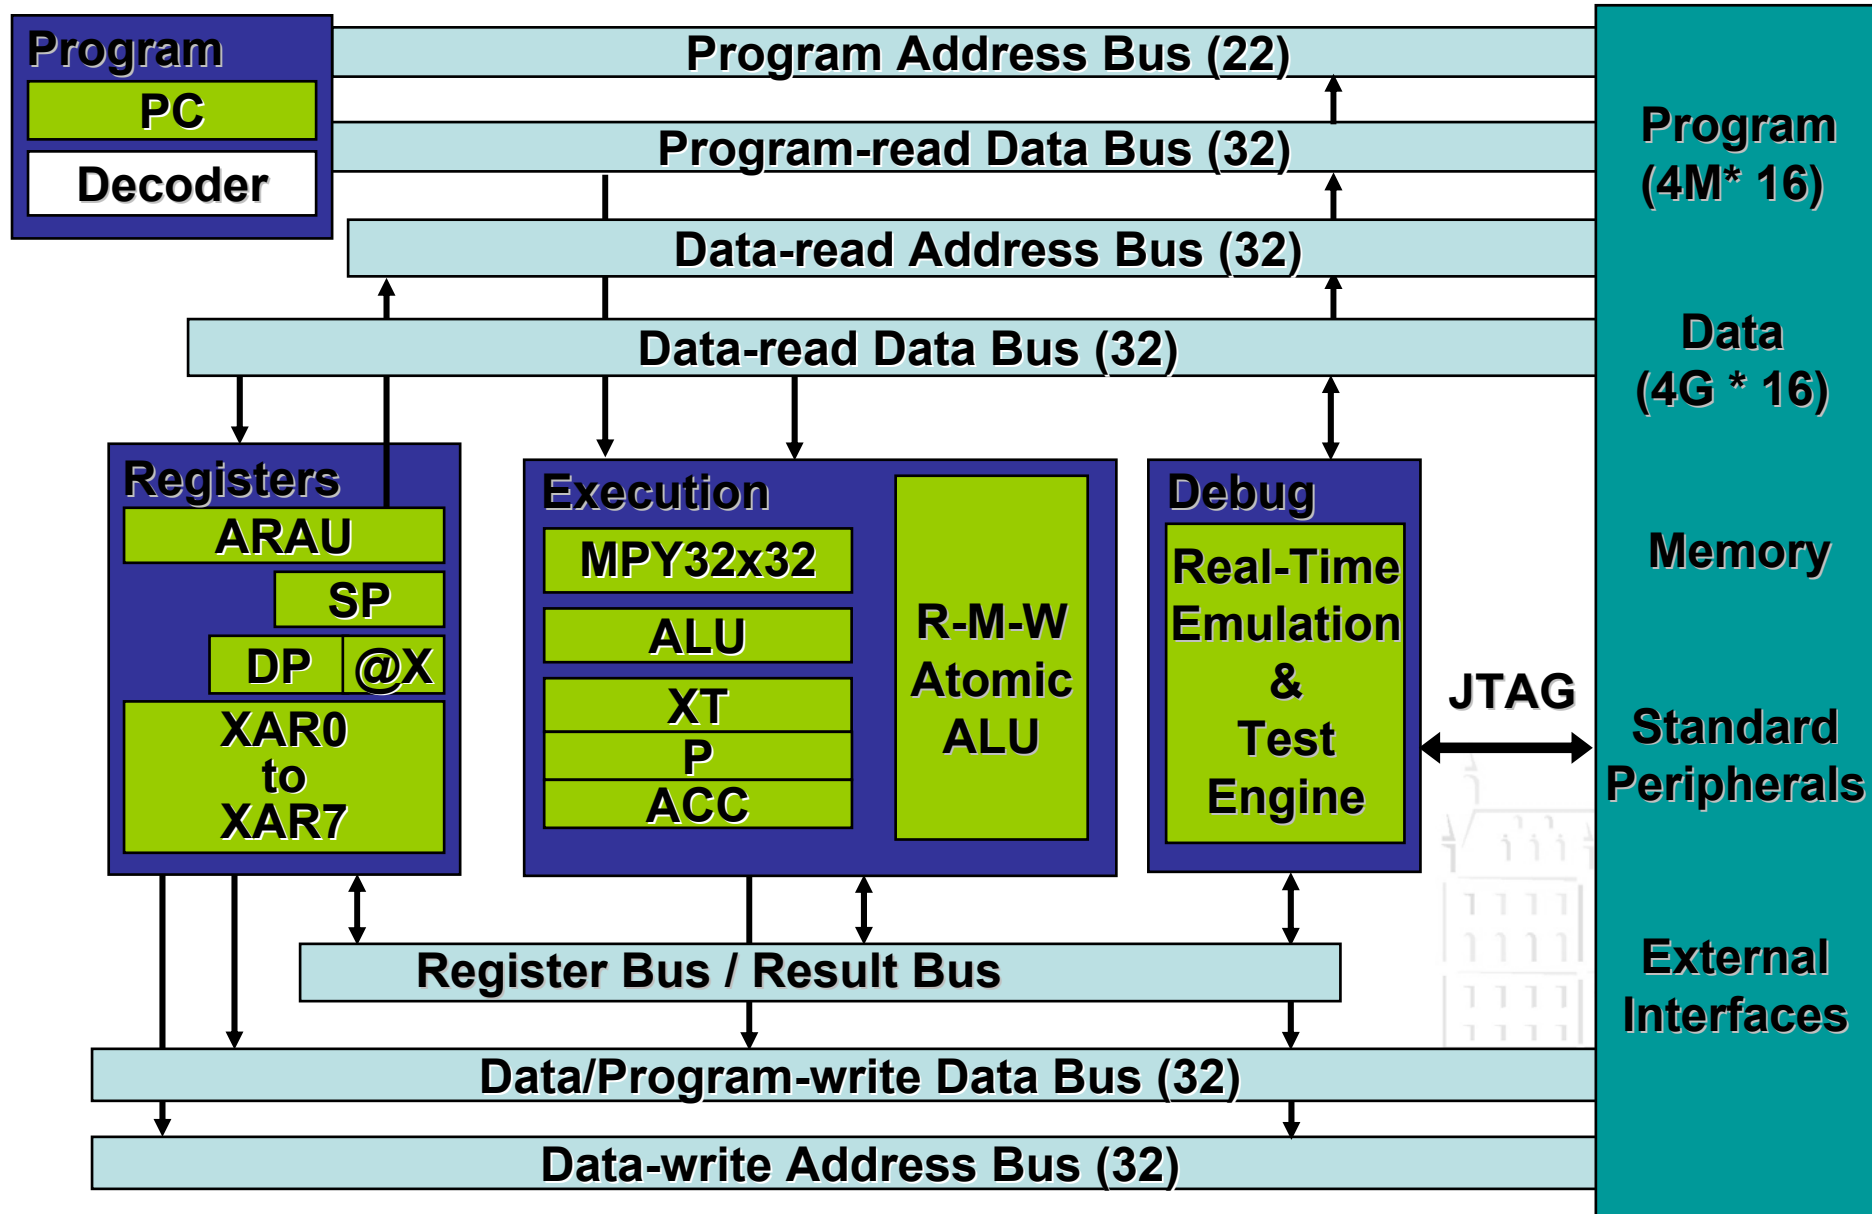 Program
PC
Decoder
Program Address Bus (22)
Program-read Data Bus (32)
Data-read Address Bus (32)
Data-read Data Bus (32)
Registers
ARAU
SP
DP
@X
XAR0
to
XAR7
Execution
MPY32x32
ALU
XT
P
ACC
R-M-W
Atomic
ALU
Debug
Real-Time
Emulation
&
Test
Engine
JTAG
Register Bus / Result Bus
Data/Program-write Data Bus (32)
Data-write Address Bus (32)
Program
(4M* 16)
Data
(4G * 16)
Memory
Standard
Peripherals
External
Interfaces